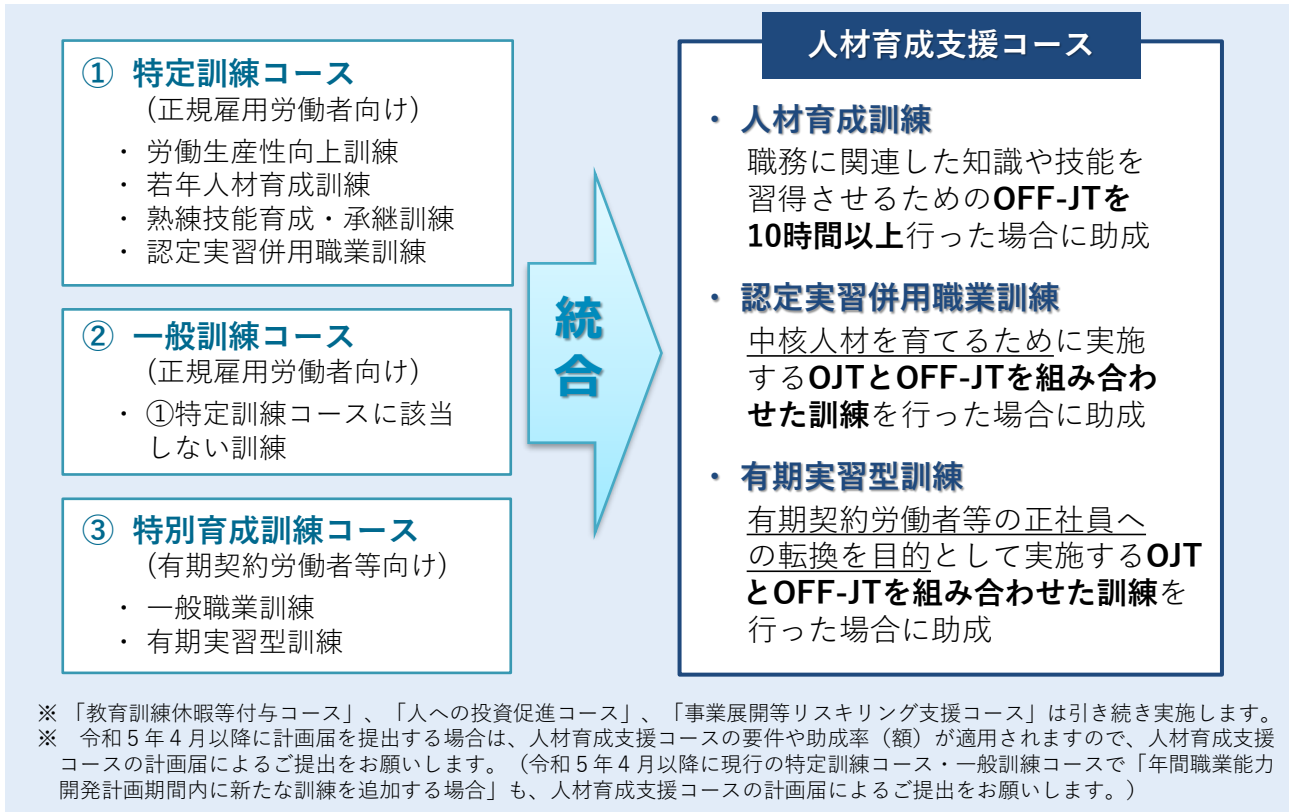 ① 特定訓練コース
(正規雇用労働者向け)
・ 労働生産性向上訓練
・ 若年人材育成訓練
・ 熟練技能育成・承継訓練
・ 認定実習併用職業訓練
② 一般訓練コース
(正規雇用労働者向け)
・ ①特定訓練コースに該当
しない訓練
③ 特別育成訓練コース
(有期契約労働者等向け)
・ 一般職業訓練
・ 有期実習型訓練
統
合
人材育成支援コース
・ 人材育成訓練
職務に関連した知識や技能を
習得させるためのOFF-JTを
10時間以上行った場合に助成
・ 認定実習併用職業訓練
中核人材を育てるために実施
するOJTとOFF-JTを組み合わ
せた訓練を行った場合に助成
・ 有期実習型訓練
有期契約労働者等の正社員へ
の転換を目的として実施するOJT
とOFF-JTを組み合わせた訓練を
行った場合に助成
※ 「教育訓練休暇等付与コース」、「人への投資促進コース」、「事業展開等リスキリング支援コース」は引き続き実施します。
※ 令和５年４月以降に計画届を提出する場合は、人材育成支援コースの要件や助成率（額）が適用されますので、人材育成支援
コースの計画届によるご提出をお願いします。（令和５年４月以降に現行の特定訓練コース・一般訓練コースで「年間職業能力
開発計画期間内に新たな訓練を追加する場合」も、人材育成支援コースの計画届によるご提出をお願いします。）